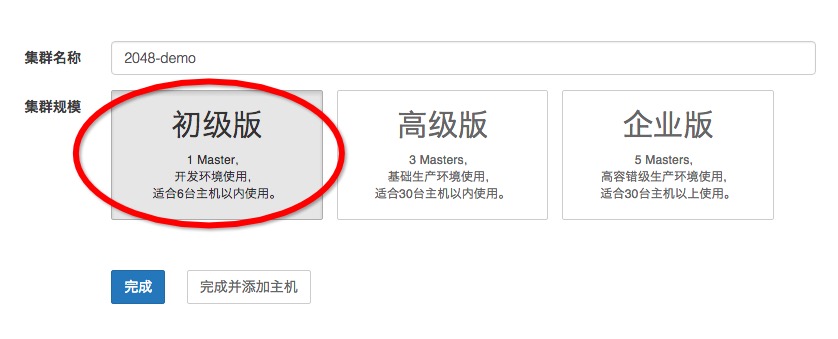 集群名称
2048-demo
集群规模
初级版
1 Master,
开发环境使用,
适合6台主机以内使用。
高级版
3 Masters,
基础生产环境使用,
适合30台主机以内使用。
企业版
5 Masters,
高容错级生产环境使用,
适合30台主机以上使用。
完成
完成并添加主机